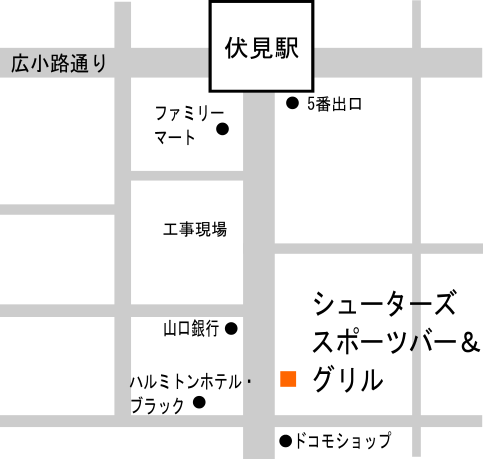 伏見駅
広小路通り
5番出口
ファミリー
マート
工事現場
シューターズ
スポーツバー&
グリル
山口銀行
ハルミトンホテル・
ブラック
ドコモショップ